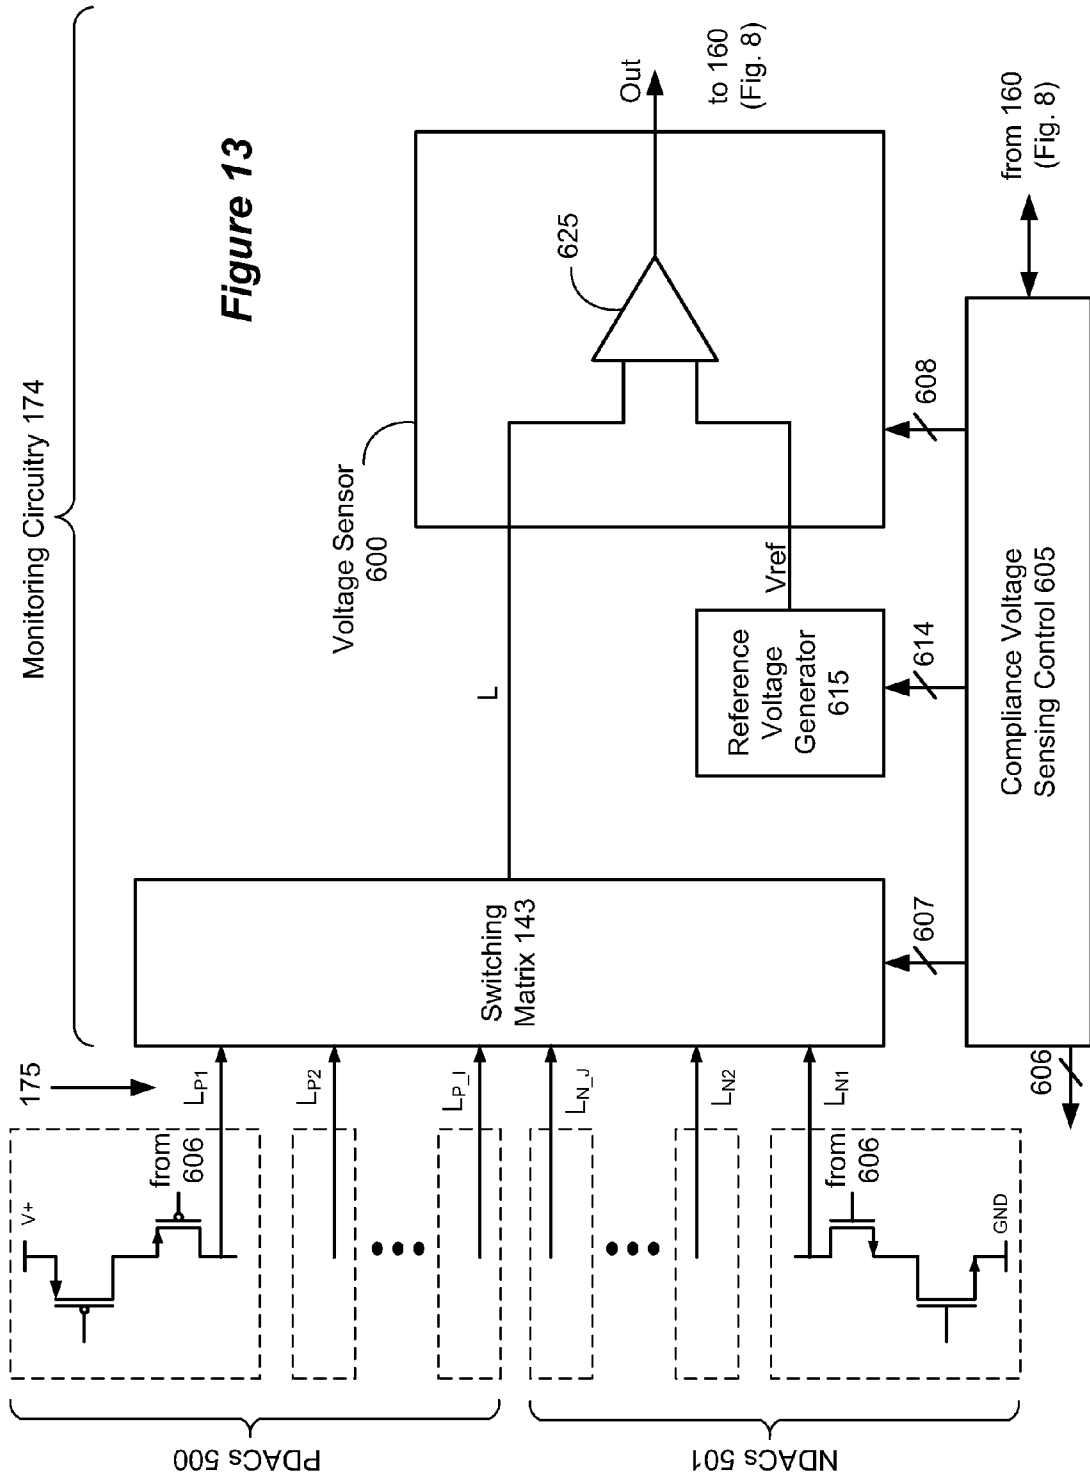 Monitoring Circuitry 174
Figure 13
175
PDACs 500
V+
from
606
LP1
LP2
LP_I
LN_J
LN2
LN1
from
606
GND
NDACs 501
Switching
Matrix 143
L
Voltage Sensor
600
625
Out
to 160
(Fig. 8)
Vref
Reference
Voltage
Generator
615
606
607
614
608
Compliance Voltage
Sensing Control 605
from 160
(Fig. 8)